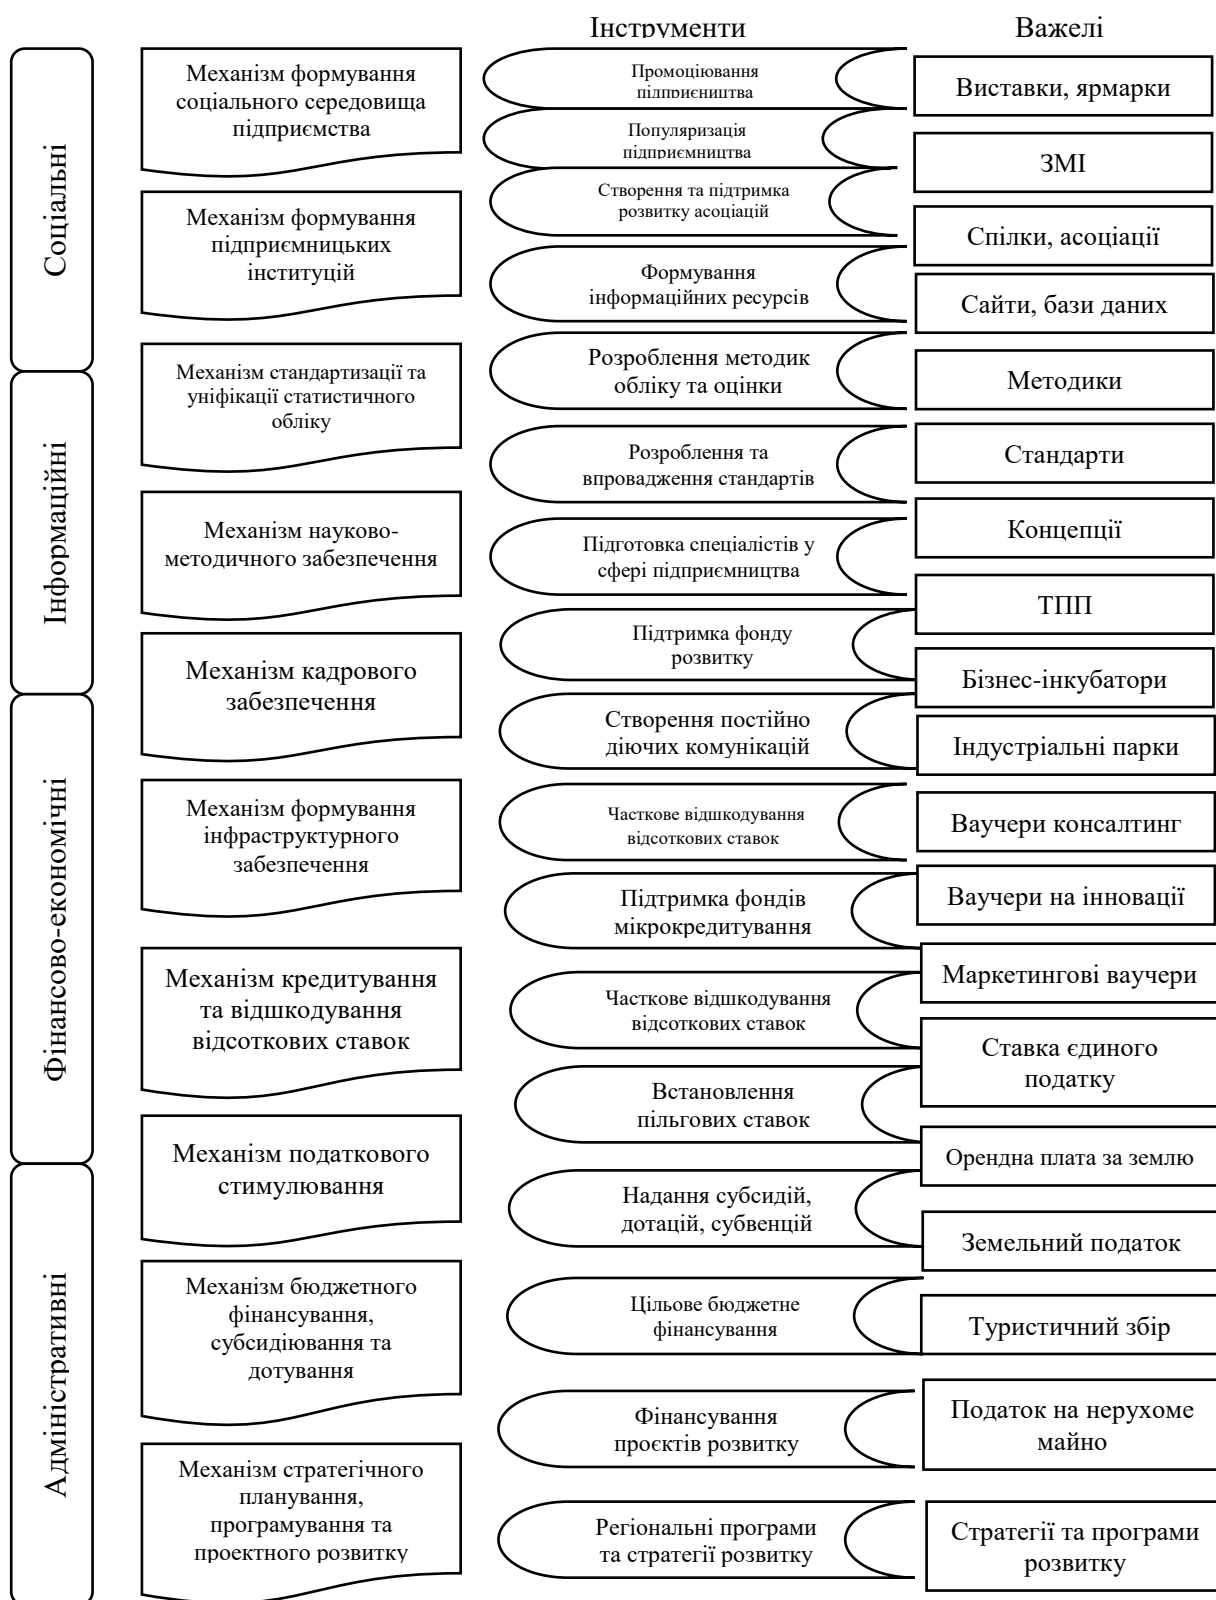 Інструменти
Важелі
Соціальні
Інформаційні
Фінансово-економічні
Адміністративні
Механізм формування
соціального середовища
підприємства
Механізм формування
підприємницьких
інституцій
Механізм стандартизації та
уніфікації статистичного
обліку
Механізм науково-
методичного забезпечення
Механізм кадрового
забезпечення
Механізм формування
інфраструктурного
забезпечення
Механізм кредитування
та відшкодування
відсоткових ставок
Механізм податкового
стимулювання
Механізм бюджетного
фінансування,
субсидіювання та
дотування
Механізм стратегічного
планування,
програмування та
проектного розвитку
Промоціювання
підприєництва
Популяризація
підприємництва
Створення та підтримка
розвитку асоціацій
Формування
інформаційних ресурсів
Розроблення методик
обліку та оцінки
Розроблення та
впровадження стандартів
Підготовка спеціалістів у
сфері підприємництва
Підтримка фонду
розвитку
Створення постійно
діючих комунікацій
Часткове відшкодування
відсоткових ставок
Підтримка фондів
мікрокредитування
Часткове відшкодування
відсоткових ставок
Встановлення
пільгових ставок
Надання субсидій,
дотацій, субвенцій
Цільове бюджетне
фінансування
Фінансування
проєктів розвитку
Регіональні програми
та стратегії розвитку
Виставки, ярмарки
ЗМІ
Спілки, асоціації
Сайти, бази даних
Методики
Стандарти
Концепції
ТПП
Бізнес-інкубатори
Індустріальні парки
Ваучери консалтинг
Ваучери на інновації
Маркетингові ваучери
Ставка єдиного
податку
Орендна плата за землю
Земельний податок
Туристичний збір
Податок на нерухоме
майно
Стратегії та програми
розвитку